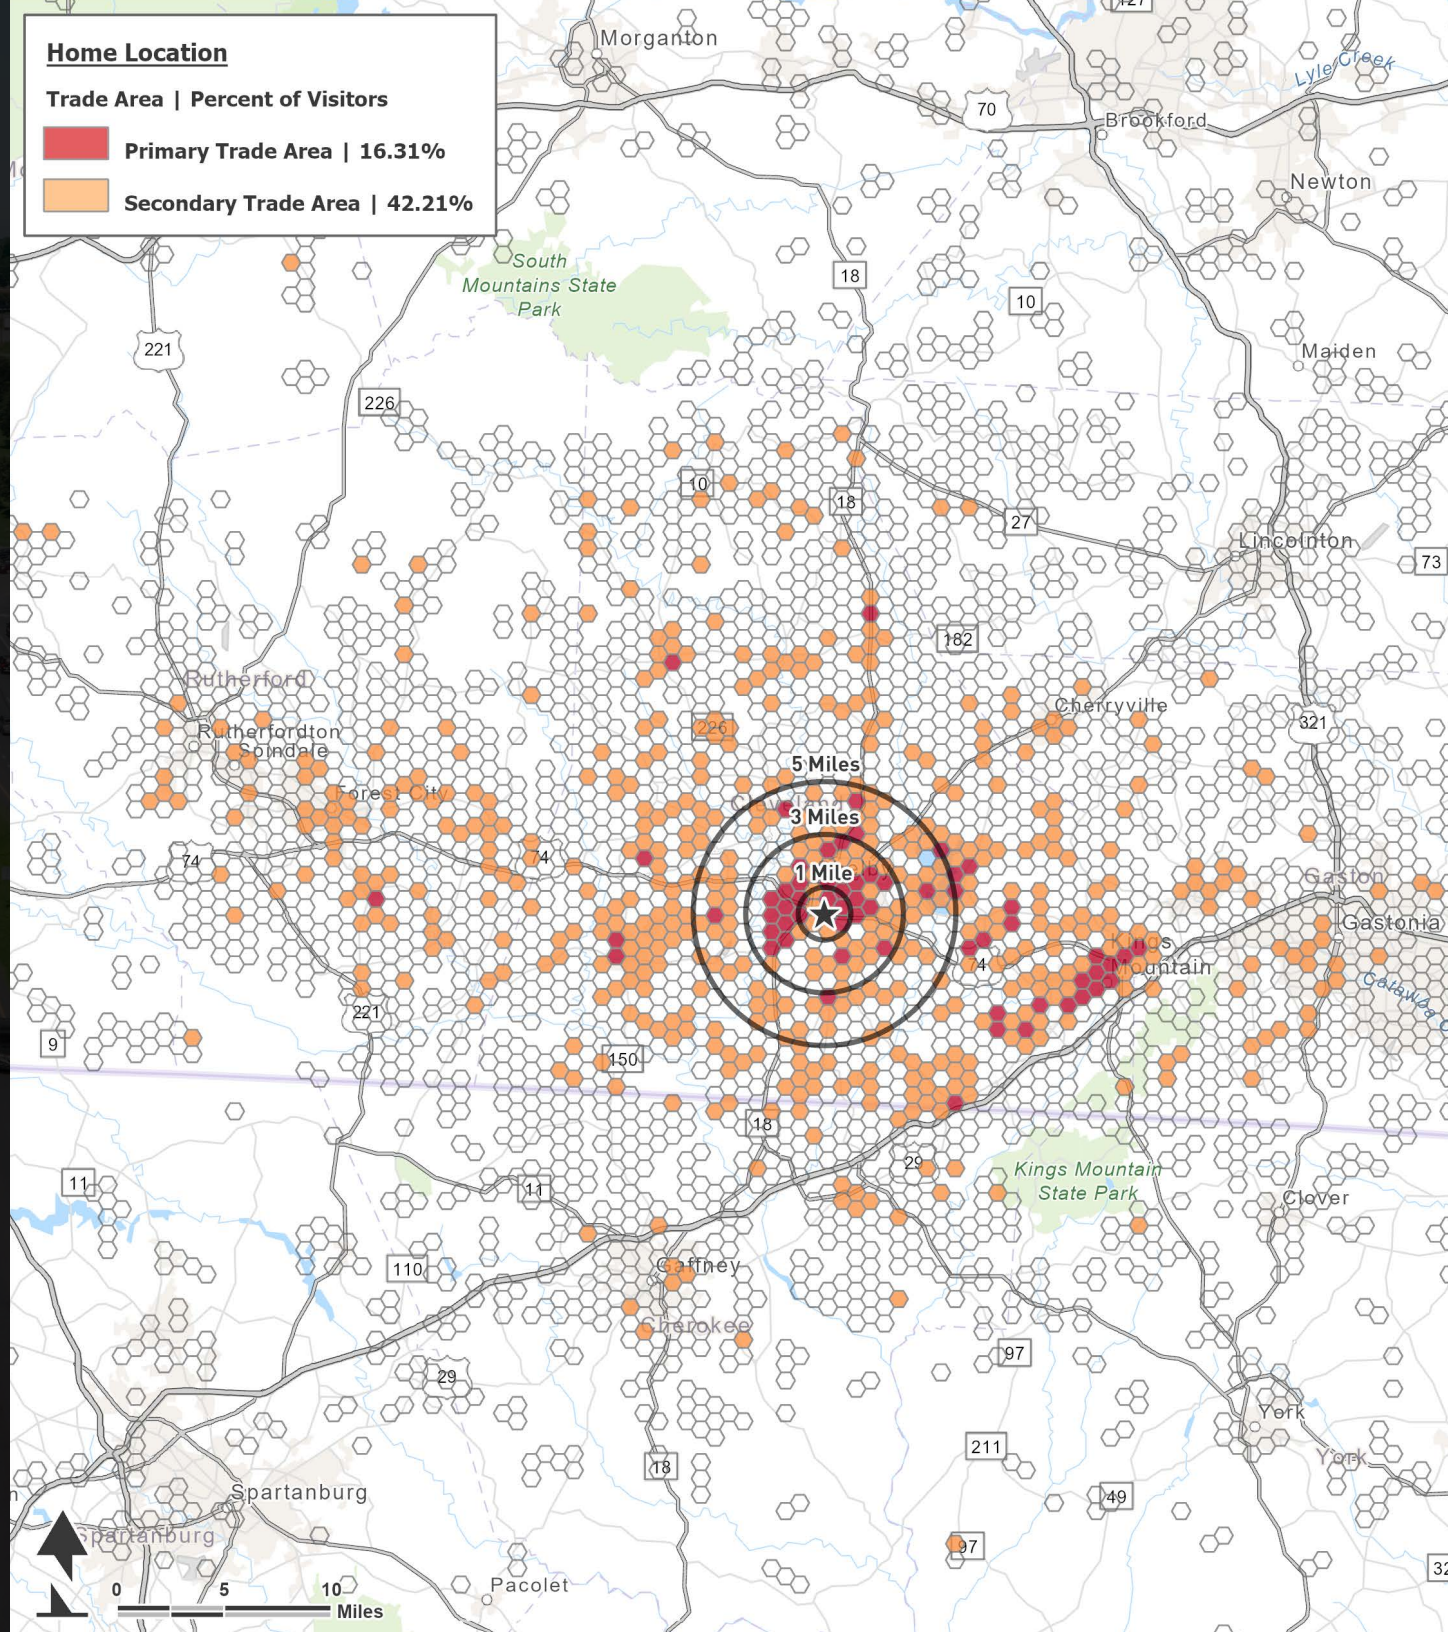 Home Location
Trade Area | Percent of Visitors
Primary Trade Area | 16.31%
Secondary Trade Area | 42.21%
Morganton
127
Lyle Creek
70
Brookford
Newton
South
Mountains State
Park
18
10
221
Maiden
226
10
18
27
Lincolnton
73
182
Rutherford
Cherryville
321
226
Rutherfordton
Spindale
5 Miles
Forest City
Cleveland
3 Miles
74
74
1 Mile
Gaston
Gastonia
Kings
Mountain
74
Catawba
221
9
150
18
29
Kings Mountain
State Park
11
11
Clover
110
Gaffney
Cherokee
97
29
York
211
York
18
49
Spartanburg
Spartanburg
97
Pacolet
0 5 10
Miles